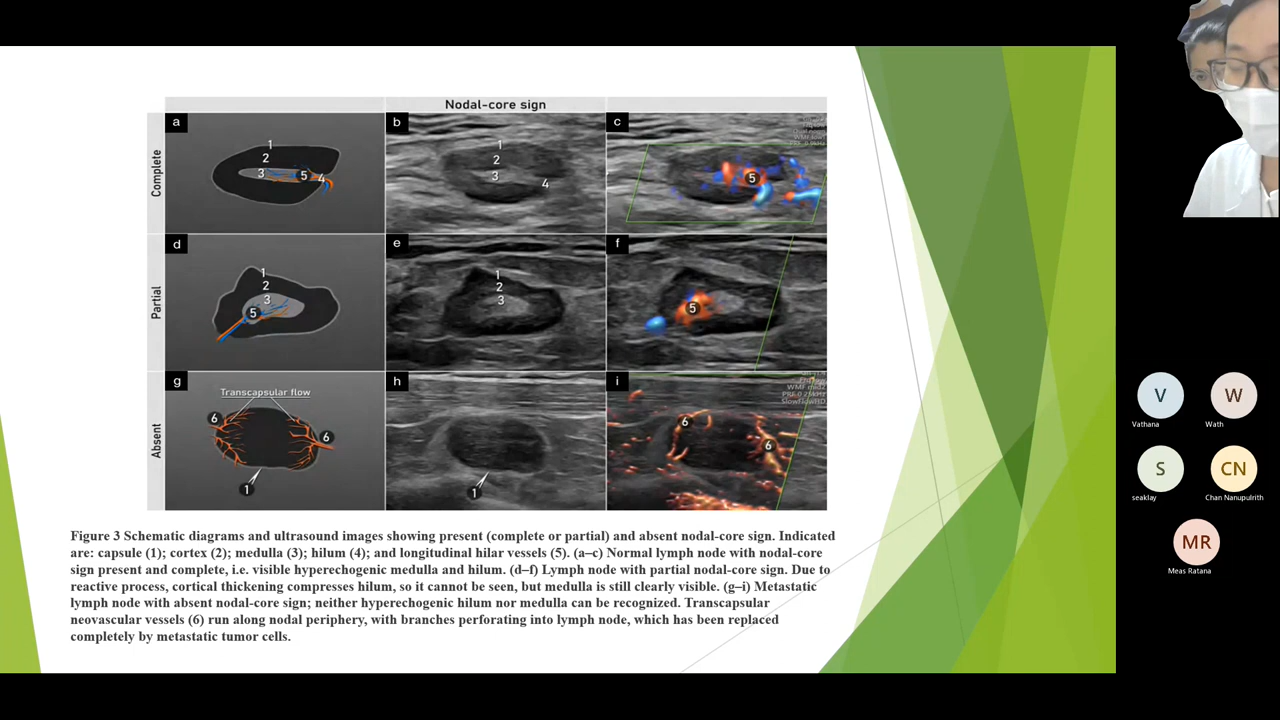 Nodal-core sign
Complete
a
1
2
3
5
4
b
1
2
3
4
c
5
Partial
d
1
2
3
5
e
1
2
3
f
5
Absent
g
Transcapsular flow
6
6
1
h
1
i
6
6
Figure 3 Schematic diagrams and ultrasound images showing present (complete or partial) and absent nodal-core sign. Indicated
are: capsule (1); cortex (2); medulla (3); hilum (4); and longitudinal hilar vessels (5). (a–c) Normal lymph node with nodal-core
sign present and complete, i.e. visible hyperechogenic medulla and hilum. (d–f) Lymph node with partial nodal-core sign. Due to
reactive process, cortical thickening compresses hilum, so it cannot be seen, but medulla is still clearly visible. (g–i) Metastatic
lymph node with absent nodal-core sign; neither hyperechogenic hilum nor medulla can be recognized. Transcapsular
neovascular vessels (6) run along nodal periphery, with branches perforating into lymph node, which has been replaced
completely by metastatic tumor cells.
V
Vathana
W
Wath
S
seaklay
CN
Chan Nanupulrith
MR
Meas Ratana